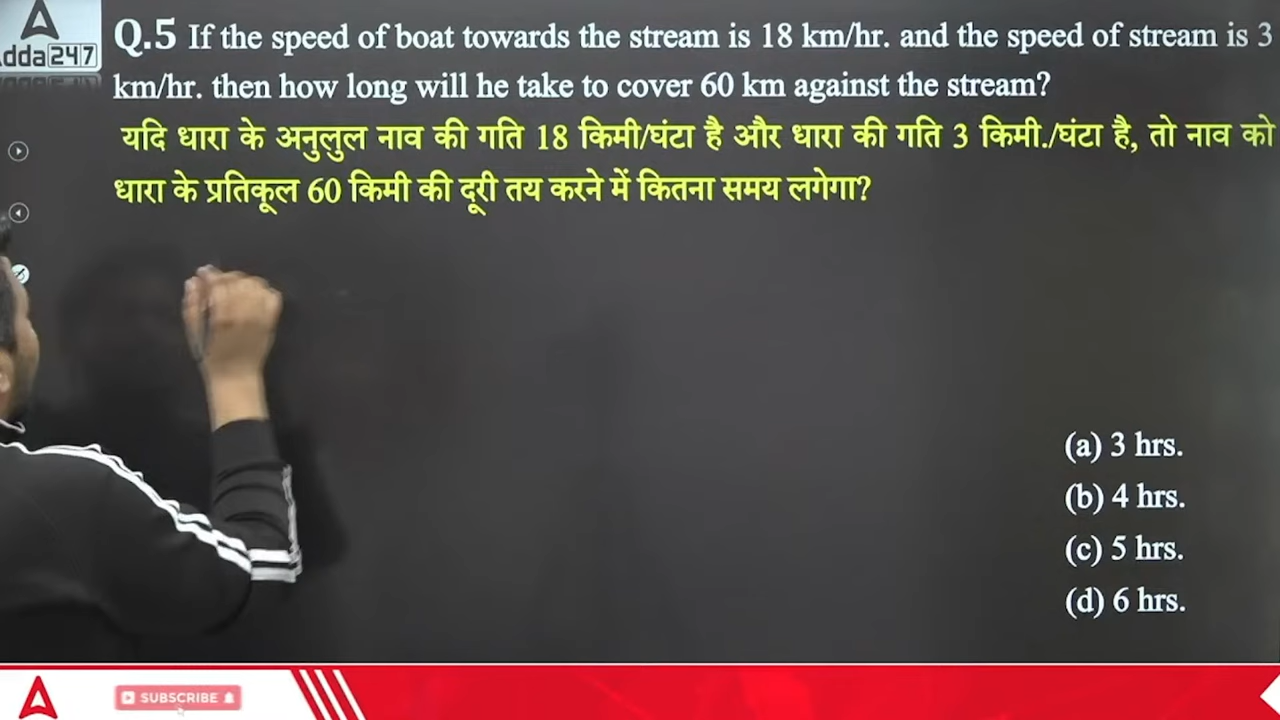 dda247
Q.5 If the speed of boat towards the stream is 18 km/hr. and the speed of stream is 3
km/hr. then how long will he take to cover 60 km against the stream?
यदि धारा के अनुलुल नाव की गति 18 किमी/घंटा है और धारा की गति 3 किमी./घंटा है, तो नाव को
धारा के प्रतिकूल 60 किमी की दूरी तय करने में कितना समय लगेगा?
(a) 3 hrs.
(b) 4 hrs.
(c) 5 hrs.
(d) 6 hrs.
SUBSCRIBE